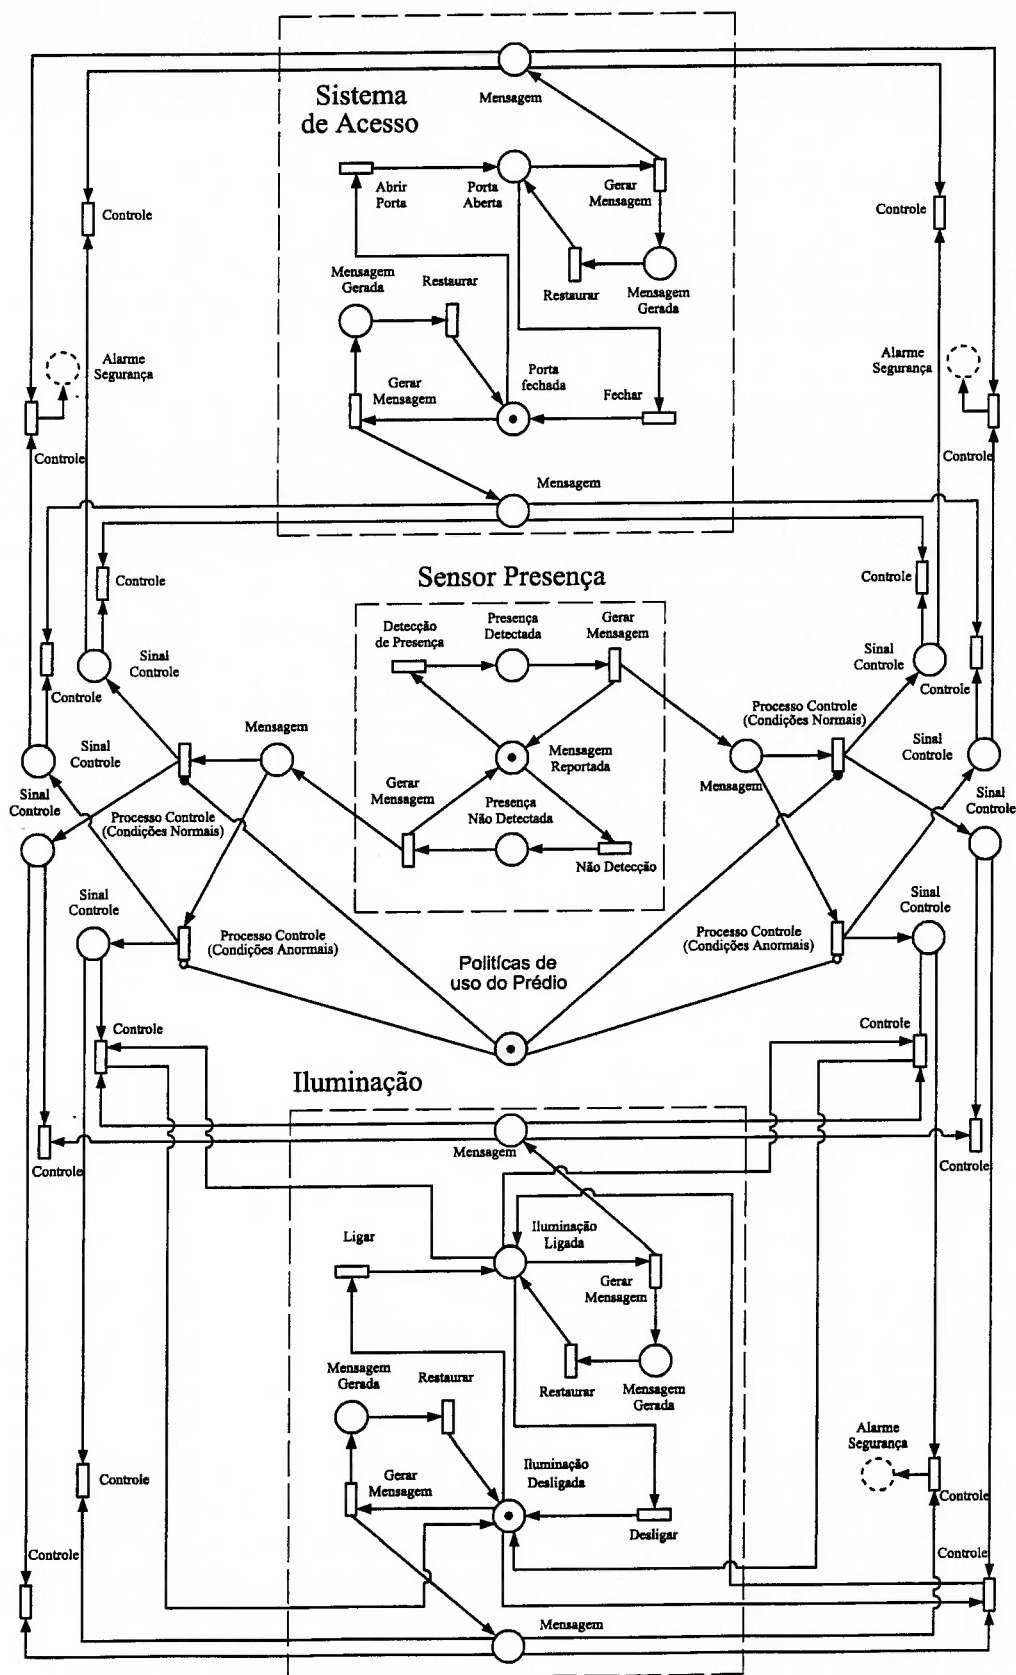 Mensagem
Sistema
de Acesso
Abrir
Porta
Porta
Aberta
Gerar
Mensagem
Controle
Controle
Mensagem
Gerada
Restaurar
Restaurar
Mensagem
Gerada
Alarme
Segurança
Alarme
Segurança
Porta
fechada
Gerar
Mensagem
Fechar
Controle
Controle
Mensagem
Controle
Controle
Sensor Presença
Detecção
de Presença
Presença
Detectada
Gerar
Mensagem
Sinal
Controle
Sinal
Controle
Controle
Controle
Processo Controle
(Condições Normais)
Mensagem
Sinal
Controle
Mensagem
Reportada
Sinal
Controle
Gerar
Mensagem
Presença
Não Detectada
Mensagem
Sinal
Controle
Sinal
Controle
Processo Controle
(Condições Normais)
Não Detecção
Sinal
Controle
Sinal
Controle
Processo Controle
(Condições Anormais)
Processo Controle
(Condições Anormais)
Politícas de
uso do Prédio
Controle
Controle
Iluminação
Mensagem
Controle
Controle
Ligar
Iluminação
Ligada
Gerar
Mensagem
Mensagem
Gerada
Restaurar
Restaurar
Mensagem
Gerada
Alarme
Segurança
Gerar
Mensagem
Iluminação
Desligada
Controle
Controle
Desligar
Controle
Controle
Mensagem